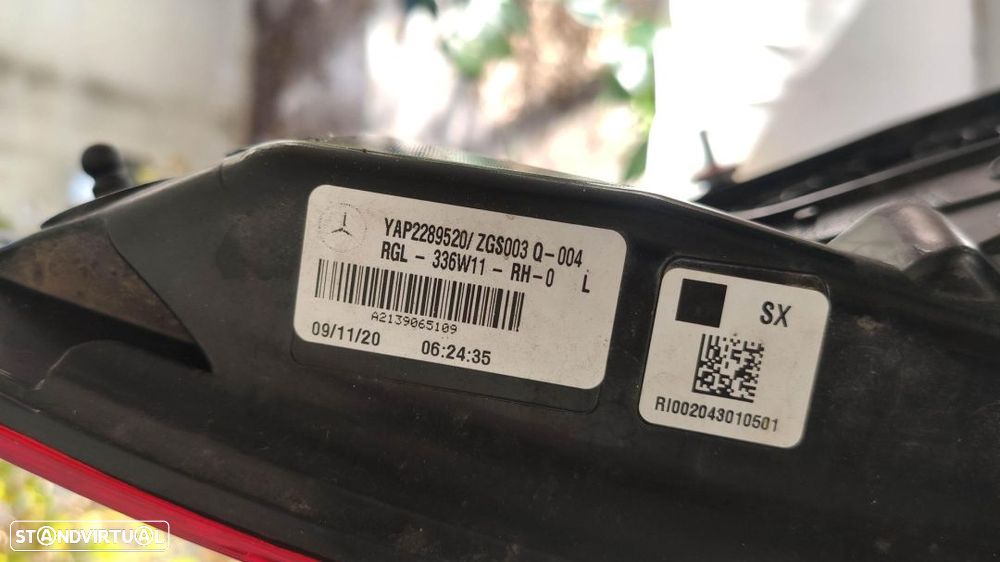 YAP2289520/ ZGS003 Q-004
RGL - 336W11 - RH-0 L
A2139065109
09/11/20 06:24:35
SX
RI002043010501
STANDVIRTUAL